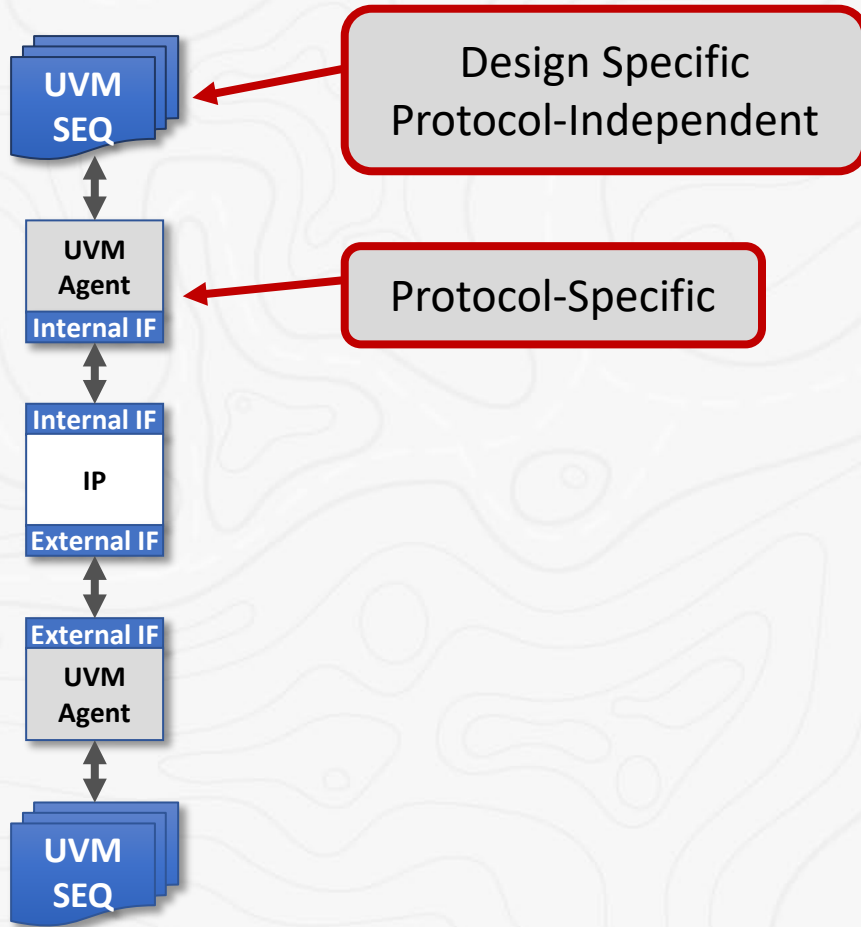 UVM
SEQ
Design Specific
Protocol-Independent
UVM
Agent
Internal IF
Protocol-Specific
Internal IF
IP
External IF
External IF
UVM
Agent
UVM
SEQ